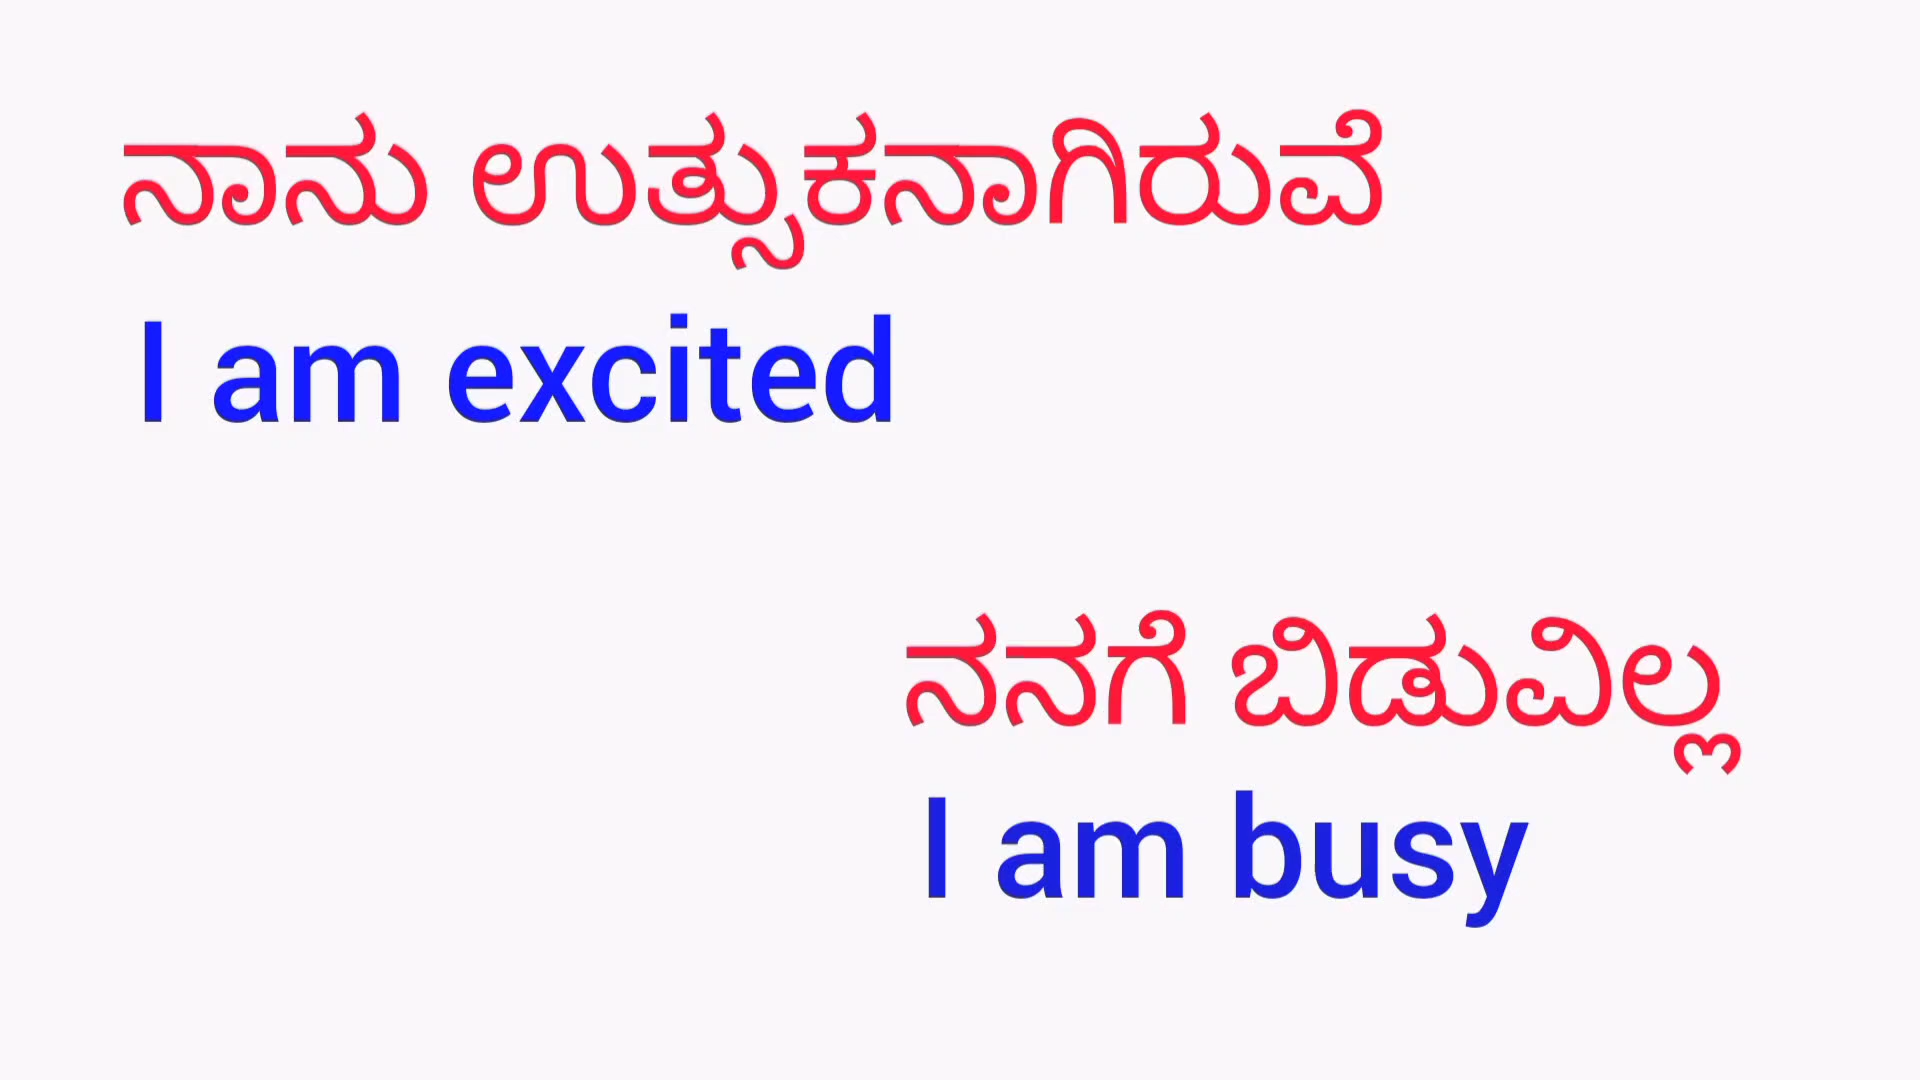 ನಾನು ಉತ್ಸುಕನಾಗಿರುವೆ
I am excited
ನನಗೆ ಬಿಡುವಿಲ್ಲ
I am busy